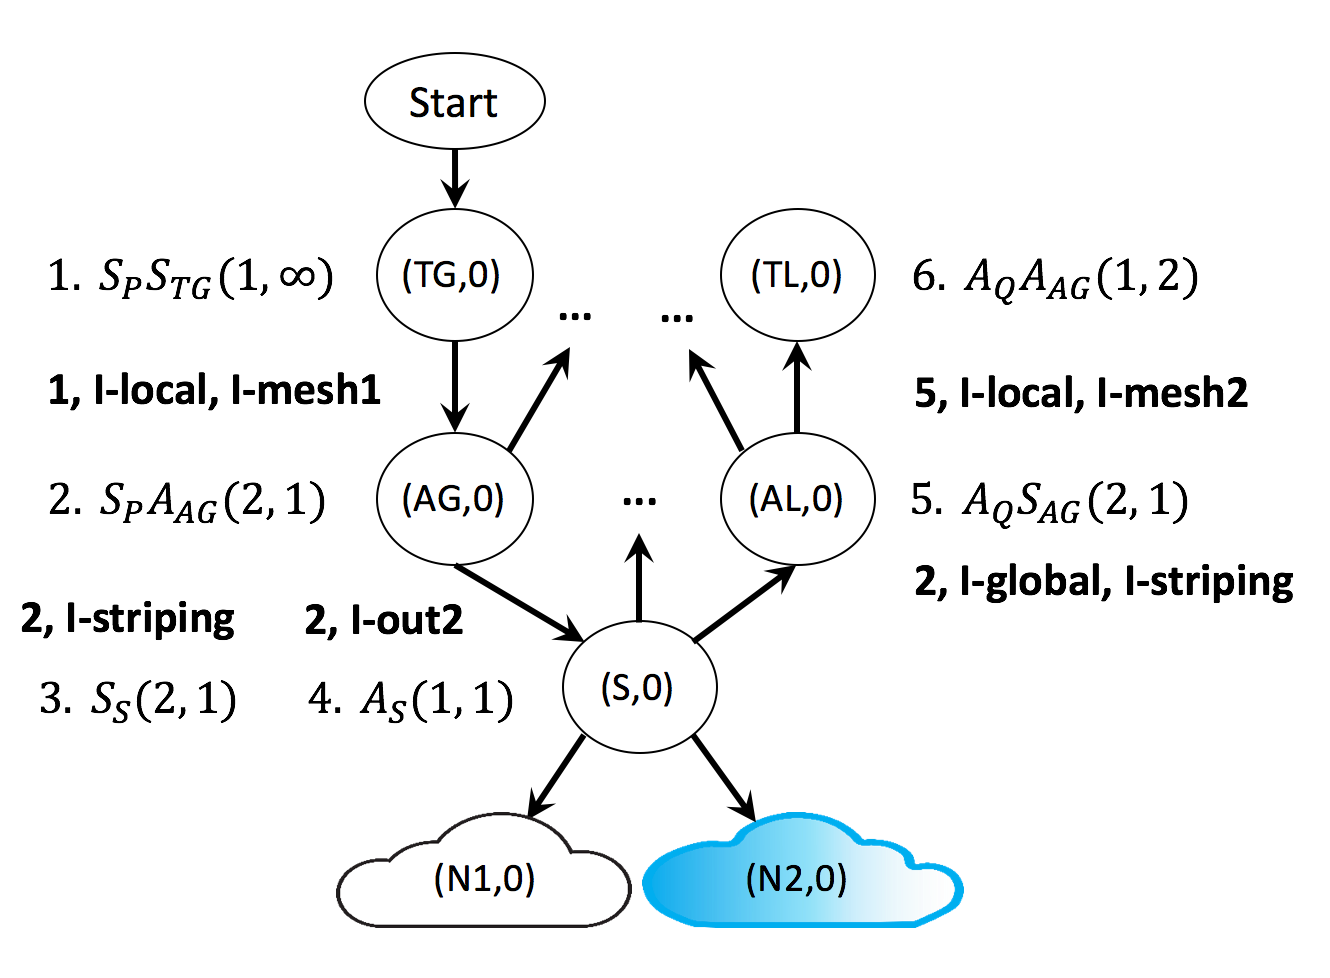 Start
1. S_P S_{TG}(1, ∞)
(TG,0)
(TL,0)
6. A_Q A_{AG}(1, 2)
...
...
1, I-local, I-mesh1
5, I-local, I-mesh2
2. S_P A_{AG}(2, 1)
(AG,0)
...
(AL,0)
5. A_Q S_{AG}(2, 1)
2, I-global, I-striping
2, I-striping
2, I-out2
3. S_S(2, 1)
4. A_S(1, 1)
(S,0)
(N1,0)
(N2,0)